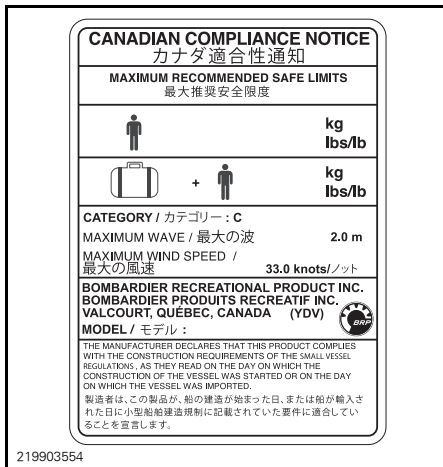 CANADIAN COMPLIANCE NOTICE
カナダ適合性通知
MAXIMUM RECOMMENDED SAFE LIMITS
最大推奨安全限度
kg
lbs/lb
+
kg
lbs/lb
CATEGORY / カテゴリー : C
MAXIMUM WAVE / 最大の波 2.0 m
MAXIMUM WIND SPEED /
最大の風速 33.0 knots/ノット
BOMBARDIER RECREATIONAL PRODUCT INC.
BOMBARDIER PRODUITS RECREATIF INC.
VALCOURT, QUÉBEC, CANADA (YDV)
BRP
MODEL / モデル :
THE MANUFACTURER DECLARES THAT THIS PRODUCT COMPLIES
WITH THE CONSTRUCTION REQUIREMENTS OF THE SMALL VESSEL
REGULATIONS , AS THEY READ ON THE DAY ON WHICH THE
CONSTRUCTION OF THE VESSEL WAS STARTED OR ON THE DAY
ON WHICH THE VESSEL WAS IMPORTED.
製造者は、この製品が、船の建造が始まった日、または船が輸入さ
れた日に小型船舶建造規制に記載されていた要件に適合してい
ることを宣言します。
219903554